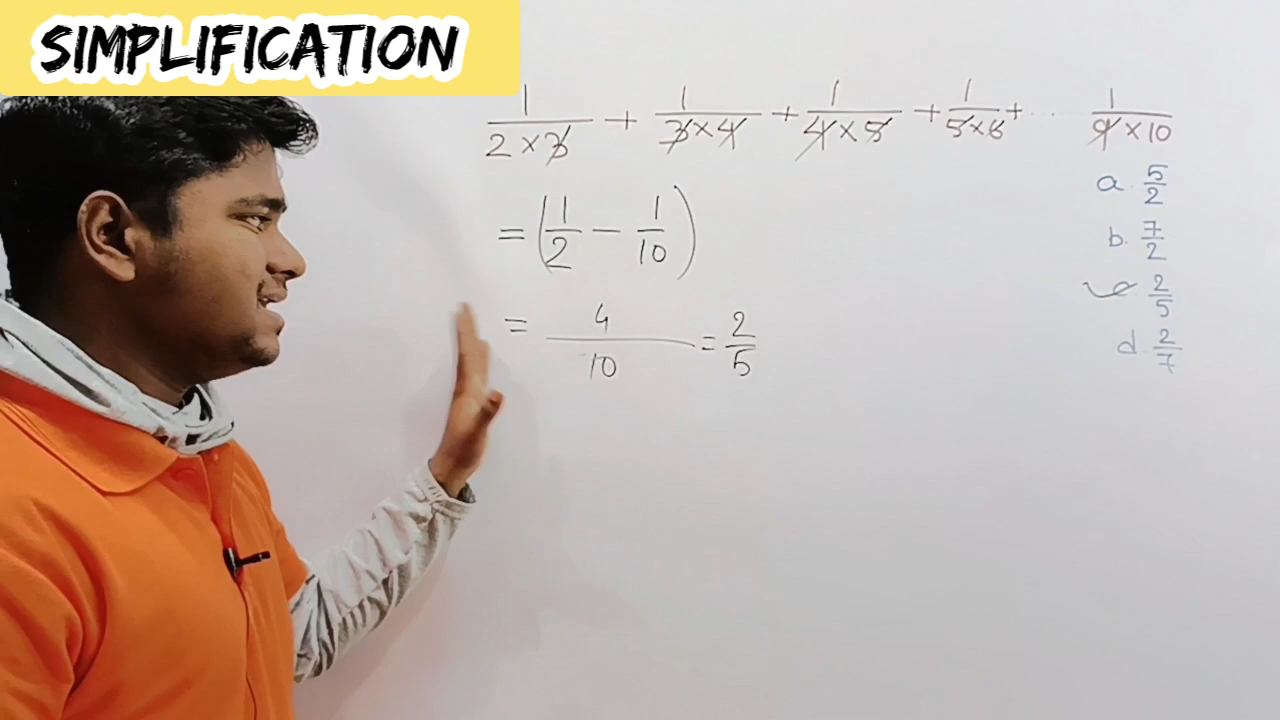 SIMPLIFICATION
1/(2 × 3) + 1/(3 × 4) + 1/(4 × 5) + 1/(5 × 6) + ... 1/(9 × 10)
a. 5/2
= (1/2 − 1/10)
b. 7/2
2/5
= 4/10 = 2/5
d 2/7